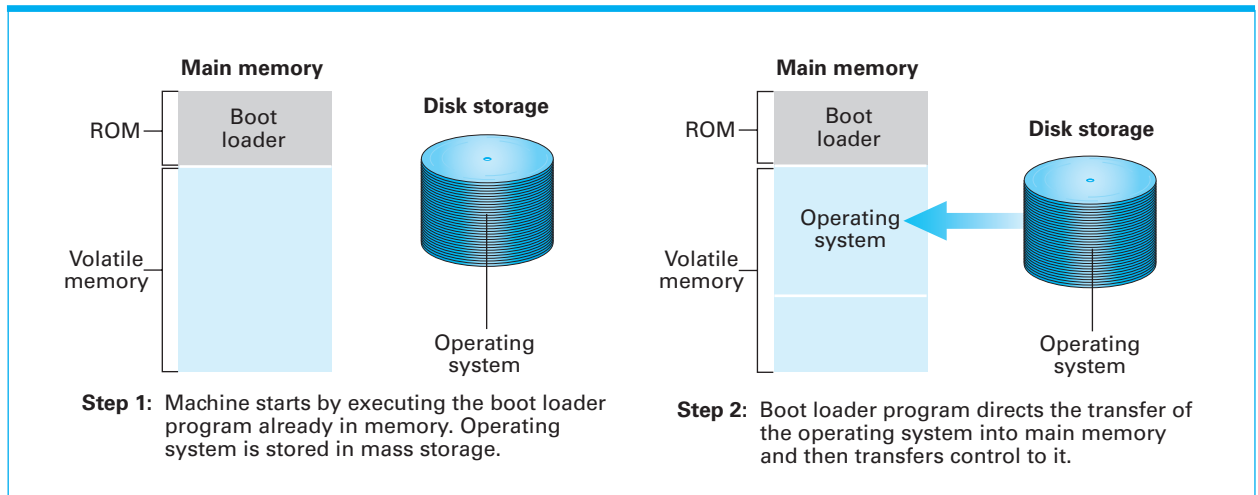 Main memory
ROM
Boot
loader
Volatile
memory
Disk storage
Operating
system
Step 1: Machine starts by executing the boot loader
program already in memory. Operating
system is stored in mass storage.
Main memory
ROM
Boot
loader
Operating
system
Volatile
memory
Disk storage
Operating
system
Step 2: Boot loader program directs the transfer of
the operating system into main memory
and then transfers control to it.